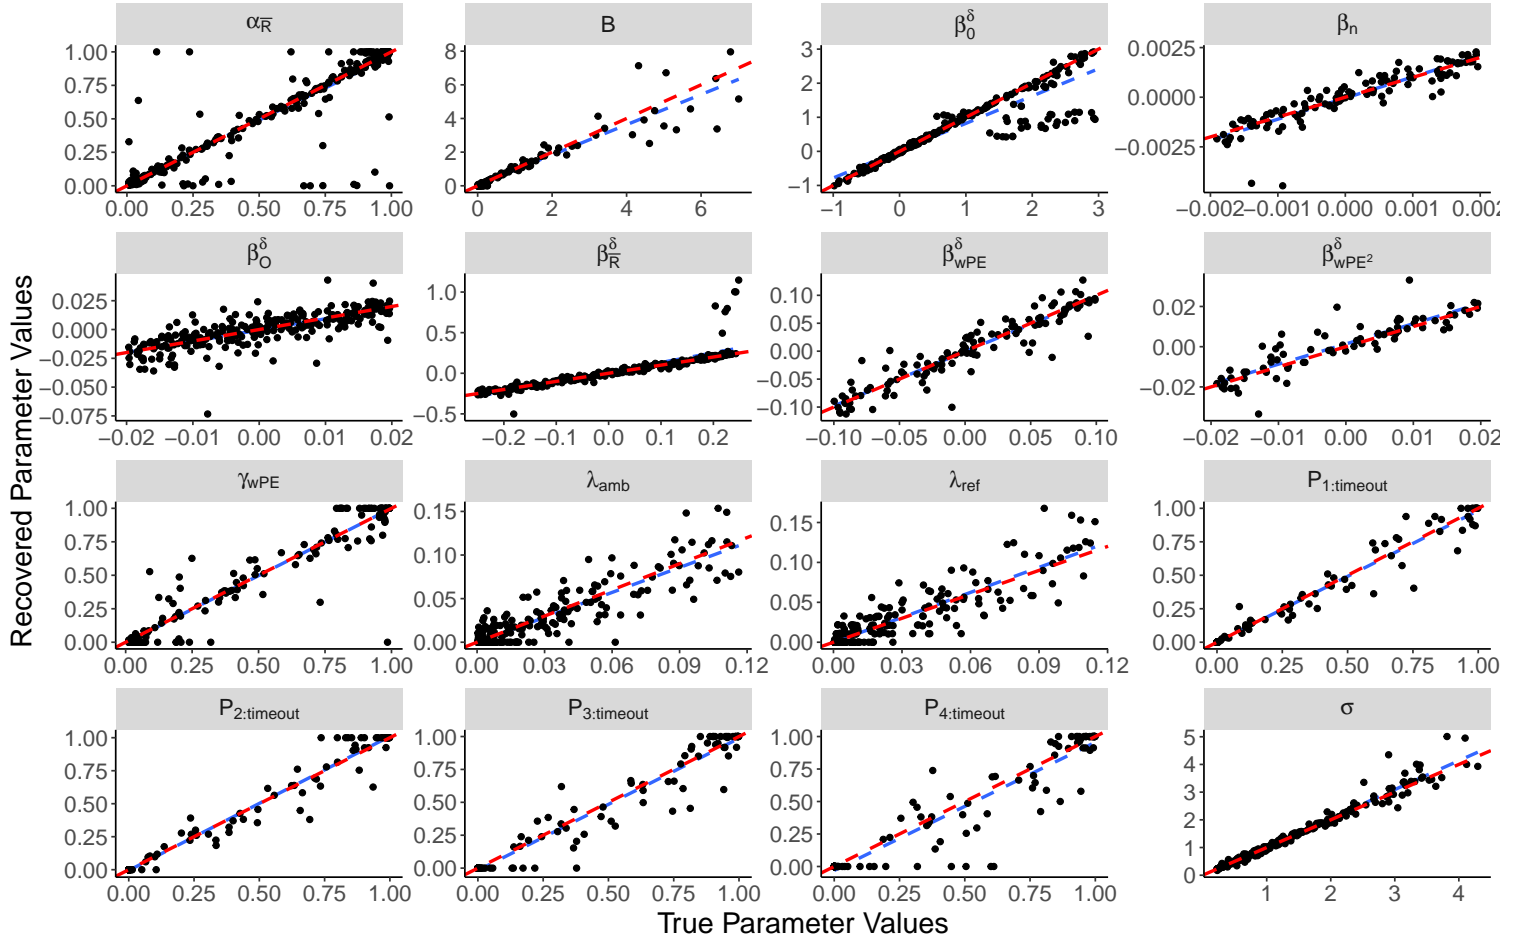 α_R̅ B β₀^δ βₙ
1.00 0.75 0.50 0.25 0.00
0.00 0.25 0.50 0.75 1.00
8 6 4 2 0
0 2 4 6
3 2 1 0 −1
−1 0 1 2 3
0.0025 0.0000 −0.0025
−0.002 −0.001 0.000 0.001 0.002
β_O^δ β_R̅^δ β_wPE^δ β_wPE²^δ
0.025 0.000 −0.025 −0.050 −0.075
−0.02 −0.01 0.00 0.01 0.02
1.0 0.5 0.0 −0.5
−0.2 −0.1 0.0 0.1 0.2
0.10 0.05 0.00 −0.05 −0.10
−0.10 −0.05 0.00 0.05 0.10
0.02 0.00 −0.02
−0.02 −0.01 0.00 0.01 0.02
Recovered Parameter Values
γ_wPE λ_amb λ_ref P_1:timeout
1.00 0.75 0.50 0.25 0.00
0.00 0.25 0.50 0.75 1.00
0.15 0.10 0.05 0.00
0.00 0.03 0.06 0.09 0.12
0.15 0.10 0.05 0.00
0.00 0.03 0.06 0.09 0.12
1.00 0.75 0.50 0.25 0.00
0.00 0.25 0.50 0.75 1.00
P_2:timeout P_3:timeout P_4:timeout σ
1.00 0.75 0.50 0.25 0.00
0.00 0.25 0.50 0.75 1.00
1.00 0.75 0.50 0.25 0.00
0.00 0.25 0.50 0.75 1.00
1.00 0.75 0.50 0.25 0.00
0.00 0.25 0.50 0.75 1.00
5 4 3 2 1 0
1 2 3 4
True Parameter Values